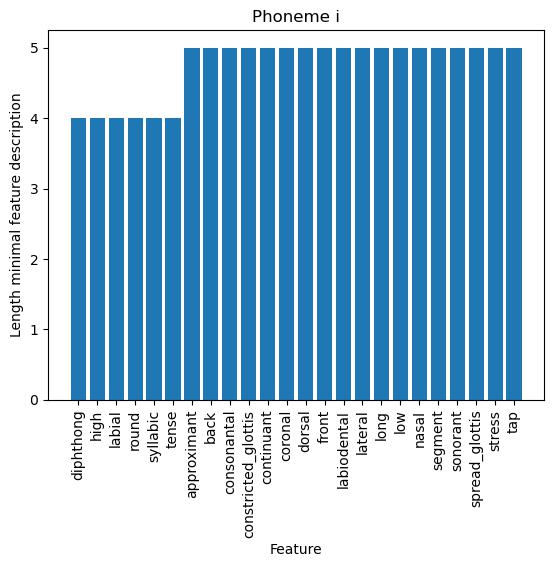 Phoneme i
Length minimal feature description
5
4
3
2
1
0
diphthong
high
labial
round
syllabic
tense
approximant
back
consonantal
constricted_glottis
continuant
coronal
dorsal
front
labiodental
lateral
long
low
nasal
segment
sonorant
spread_glottis
stress
tap
Feature